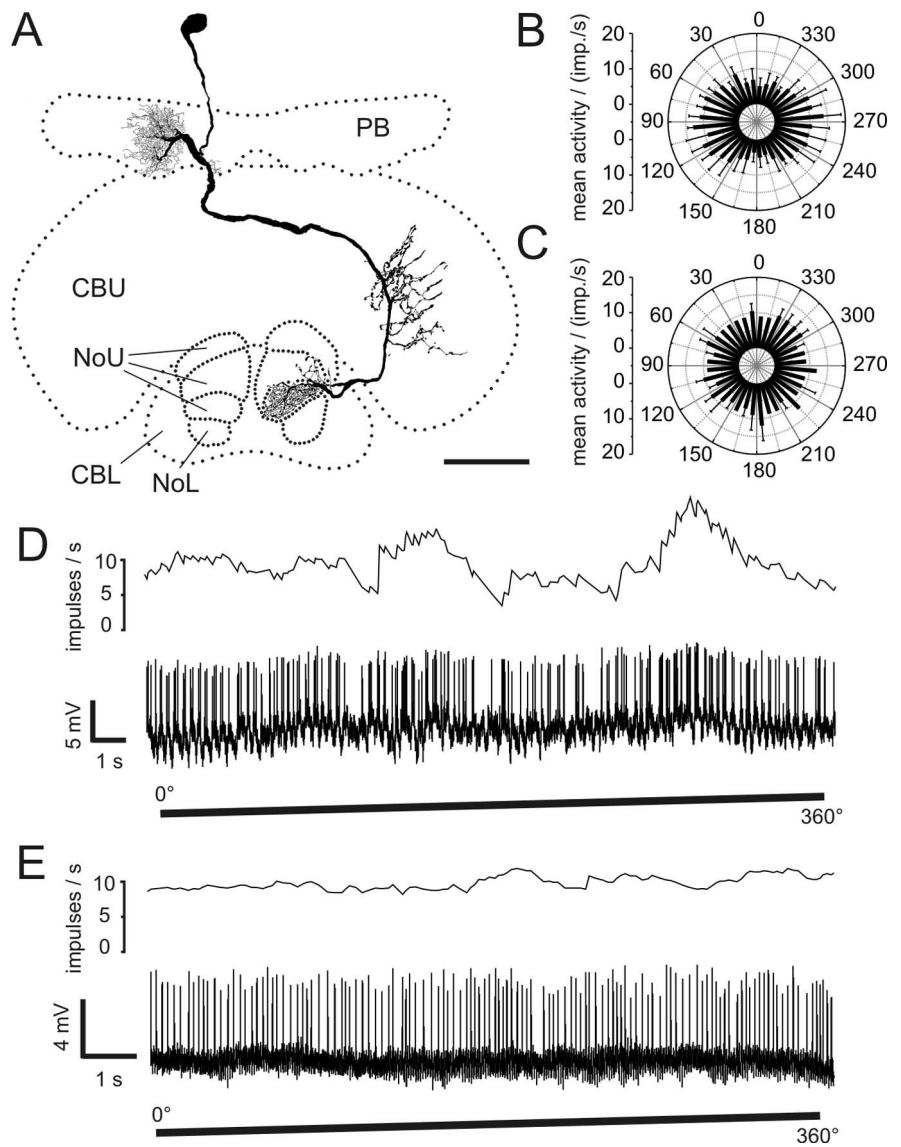 A
PB
CBU
NoU
CBL
NoL
B
mean activity / (imp./s)
20
10
0
0
10
20
0
330
300
270
240
210
180
150
120
90
60
30
C
mean activity / (imp./s)
20
10
0
0
10
20
0
330
300
270
240
210
180
150
120
90
60
30
D
impulses / s
10
5
0
5 mV
1 s
0°
360°
E
impulses / s
10
5
0
4 mV
1 s
0°
360°